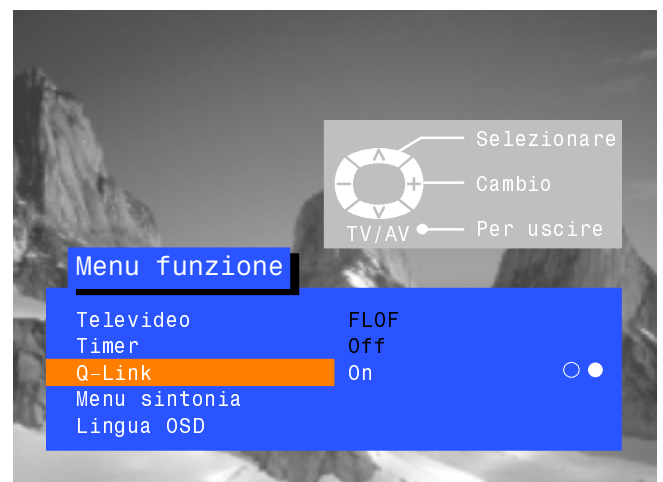 Selezionare
Cambio
TV/AV Per uscire
Menu funzione
Televideo FLOF
Timer Off
Q-Link On
Menu sintonia
Lingua OSD